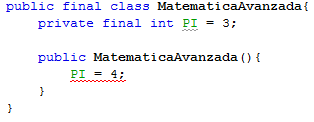 public final class MatematicaAvanzada{
private final int PI = 3;
public MatematicaAvanzada(){
PI = 4;
}
}